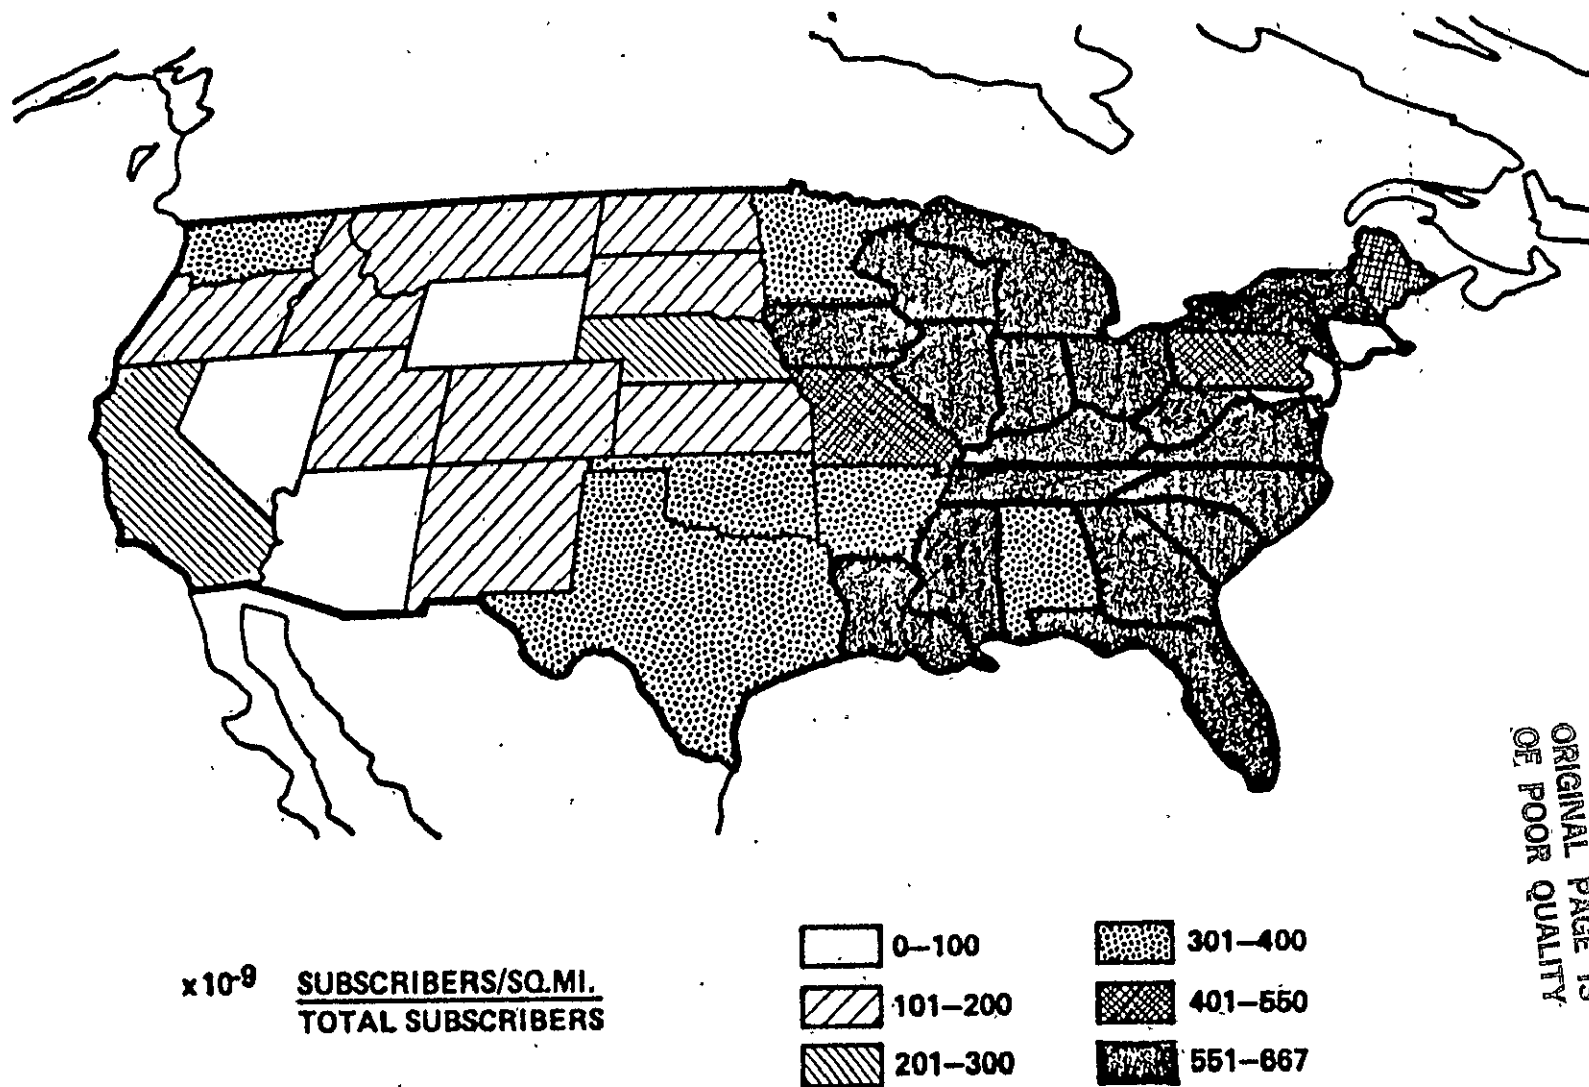 x 10-9 SUBSCRIBERS/SQ.MI.
TOTAL SUBSCRIBERS
0–100
101–200
201–300
301–400
401–550
551–667
ORIGINAL PAGE IS
OF POOR QUALITY